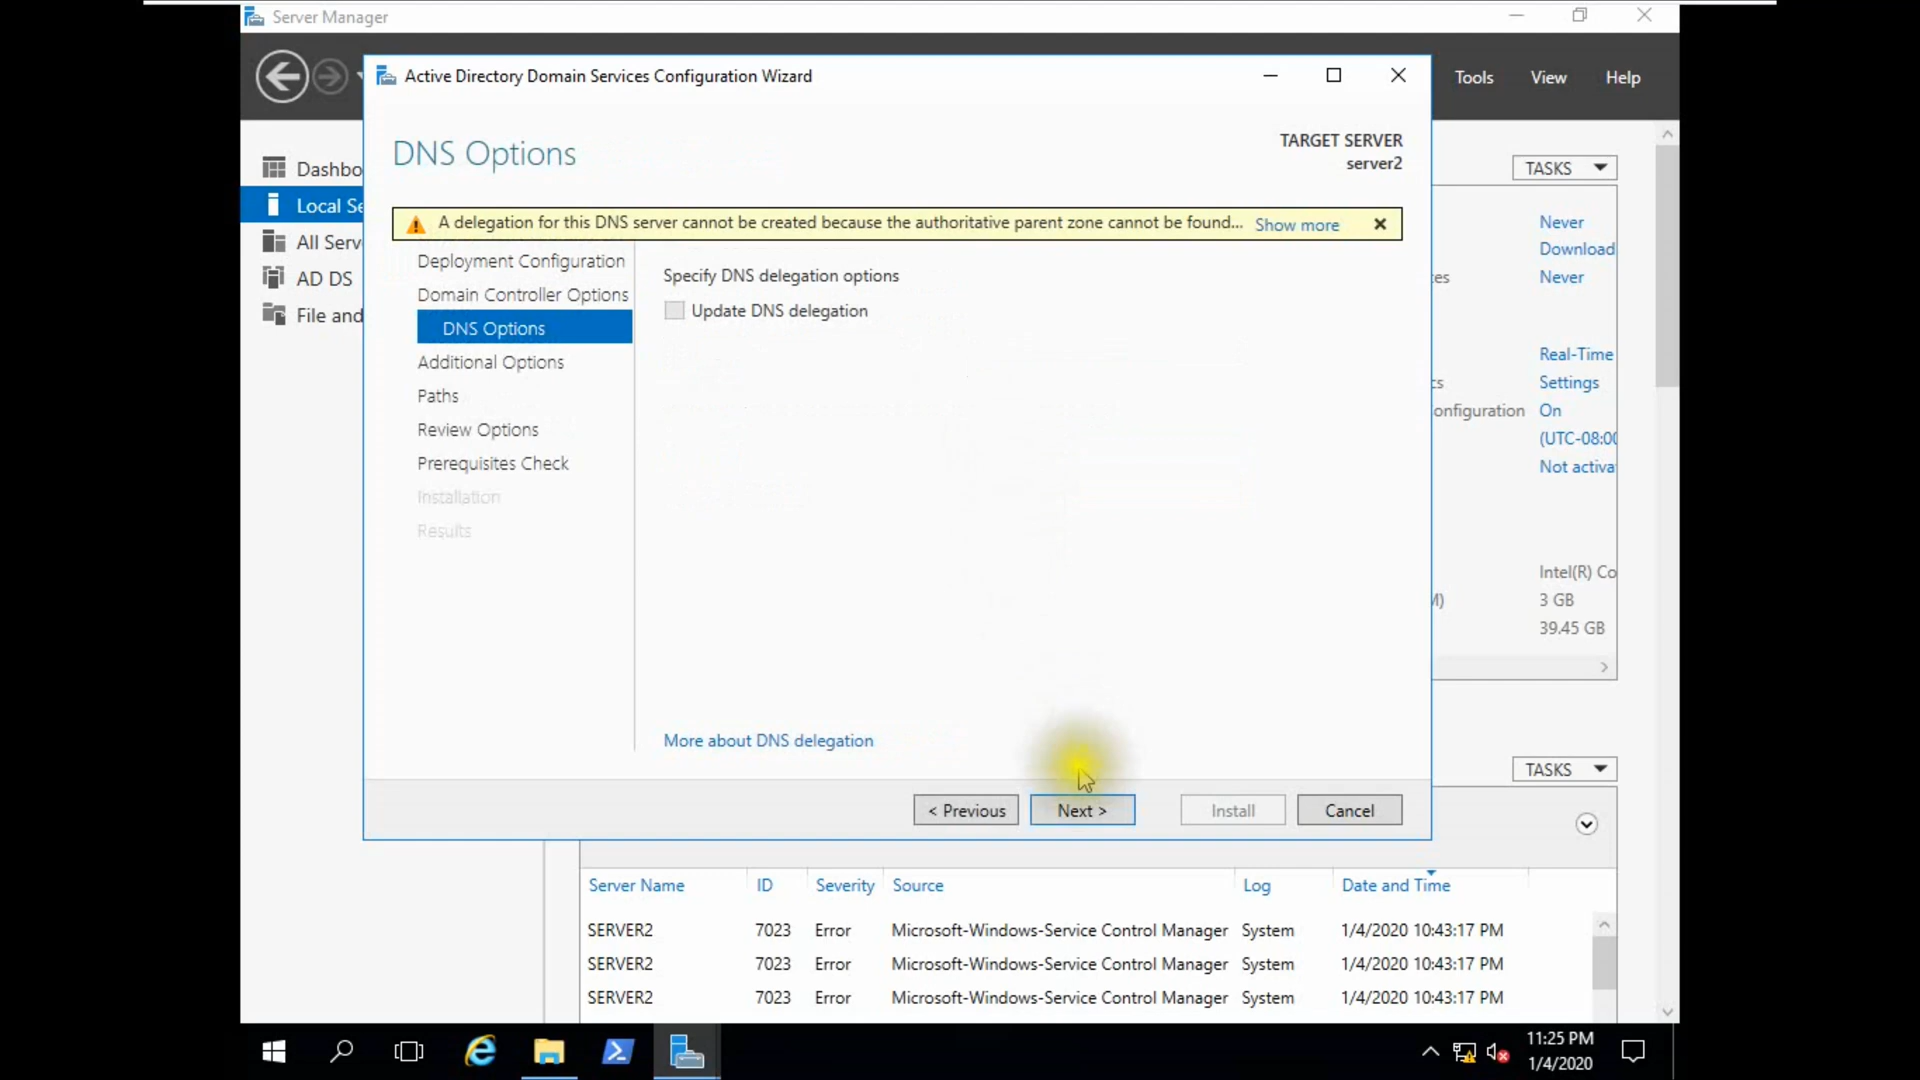 Server Manager
Tools View Help
Active Directory Domain Services Configuration Wizard
DNS Options
TARGET SERVER
server2
A delegation for this DNS server cannot be created because the authoritative parent zone cannot be found... Show more
Deployment Configuration
Domain Controller Options
DNS Options
Additional Options
Paths
Review Options
Prerequisites Check
Installation
Results
Specify DNS delegation options
Update DNS delegation
More about DNS delegation
< Previous
Next >
Install
Cancel
Dashbo
Local Se
All Serv
AD DS
File and
TASKS
Never
Download
es Never
Real-Time
cs Settings
onfiguration On
(UTC-08:00
Not activa
Intel(R) Co
M) 3 GB
39.45 GB
TASKS
Server Name ID Severity Source Log Date and Time
SERVER2 7023 Error Microsoft-Windows-Service Control Manager System 1/4/2020 10:43:17 PM
SERVER2 7023 Error Microsoft-Windows-Service Control Manager System 1/4/2020 10:43:17 PM
SERVER2 7023 Error Microsoft-Windows-Service Control Manager System 1/4/2020 10:43:17 PM
11:25 PM
1/4/2020